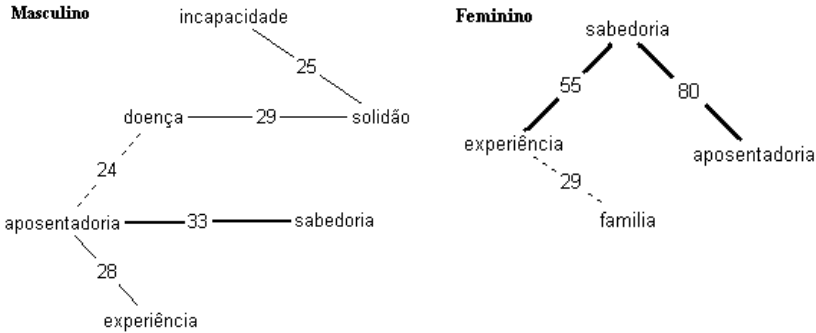 Masculino
incapacidade
25
doença
29
solidão
24
aposentadoria
33
sabedoria
28
experiência
Feminino
sabedoria
55
80
experiência
aposentadoria
29
familia